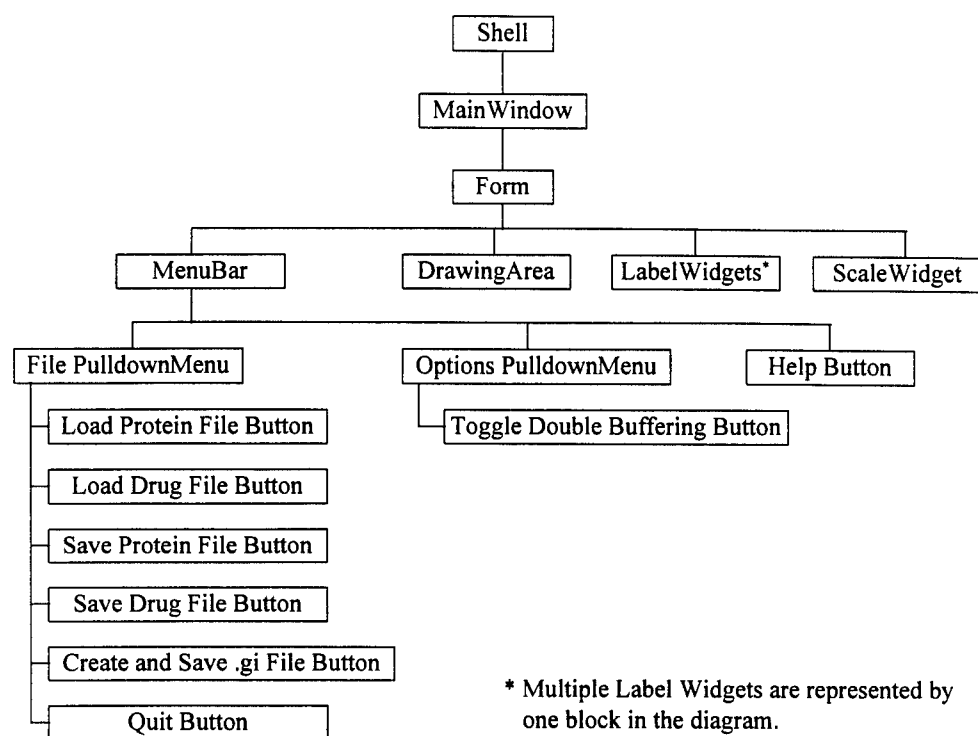 Shell
MainWindow
Form
MenuBar
DrawingArea
LabelWidgets*
ScaleWidget
File PulldownMenu
Options PulldownMenu
Help Button
Load Protein File Button
Toggle Double Buffering Button
Load Drug File Button
Save Protein File Button
Save Drug File Button
Create and Save .gi File Button
Quit Button
* Multiple Label Widgets are represented by
one block in the diagram.